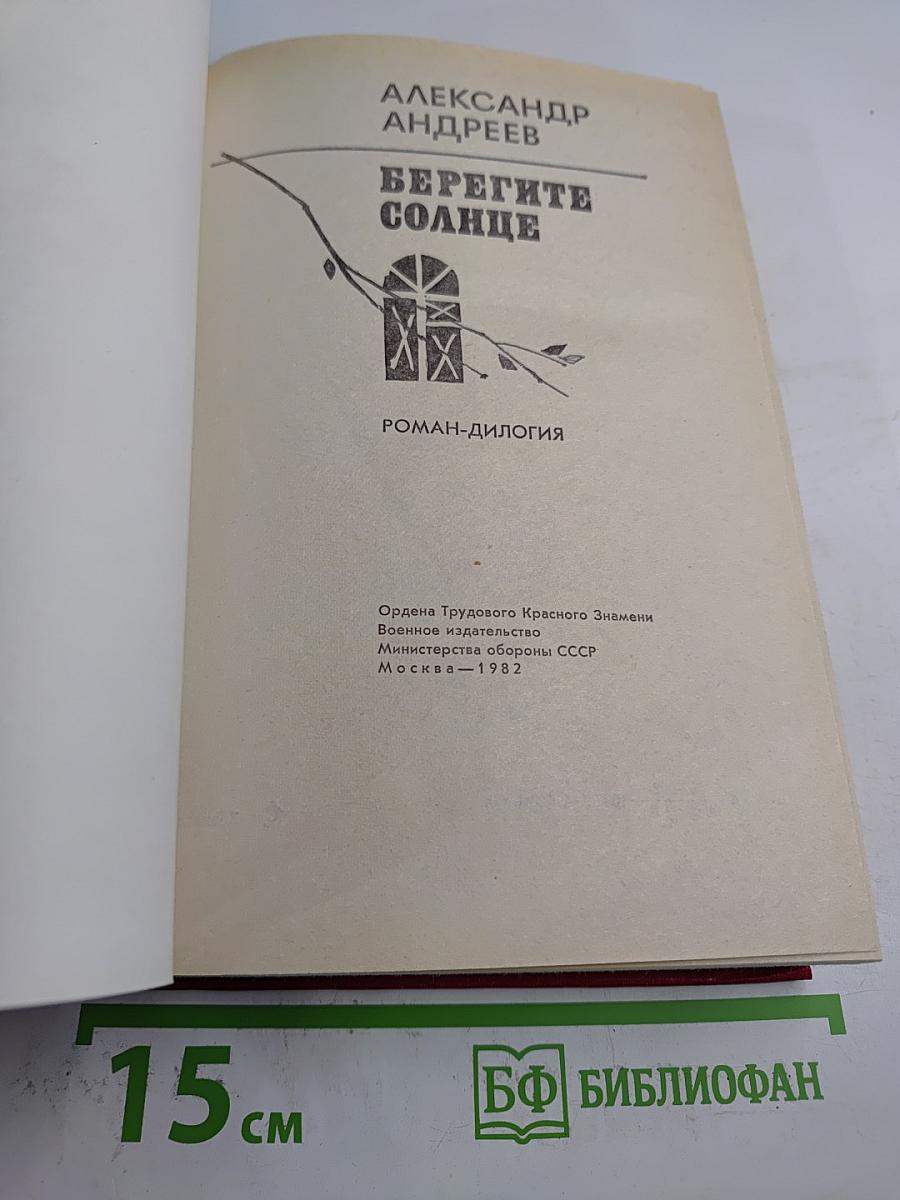 АЛЕКСАНДР
АНДРЕЕВ
БЕРЕГИТЕ
СОЛНЦЕ
РОМАН-ДИЛОГИЯ
Ордена Трудового Красного Знамени
Военное издательство
Министерства обороны СССР
Москва—1982
15 см
БФ БИБЛИОФАН